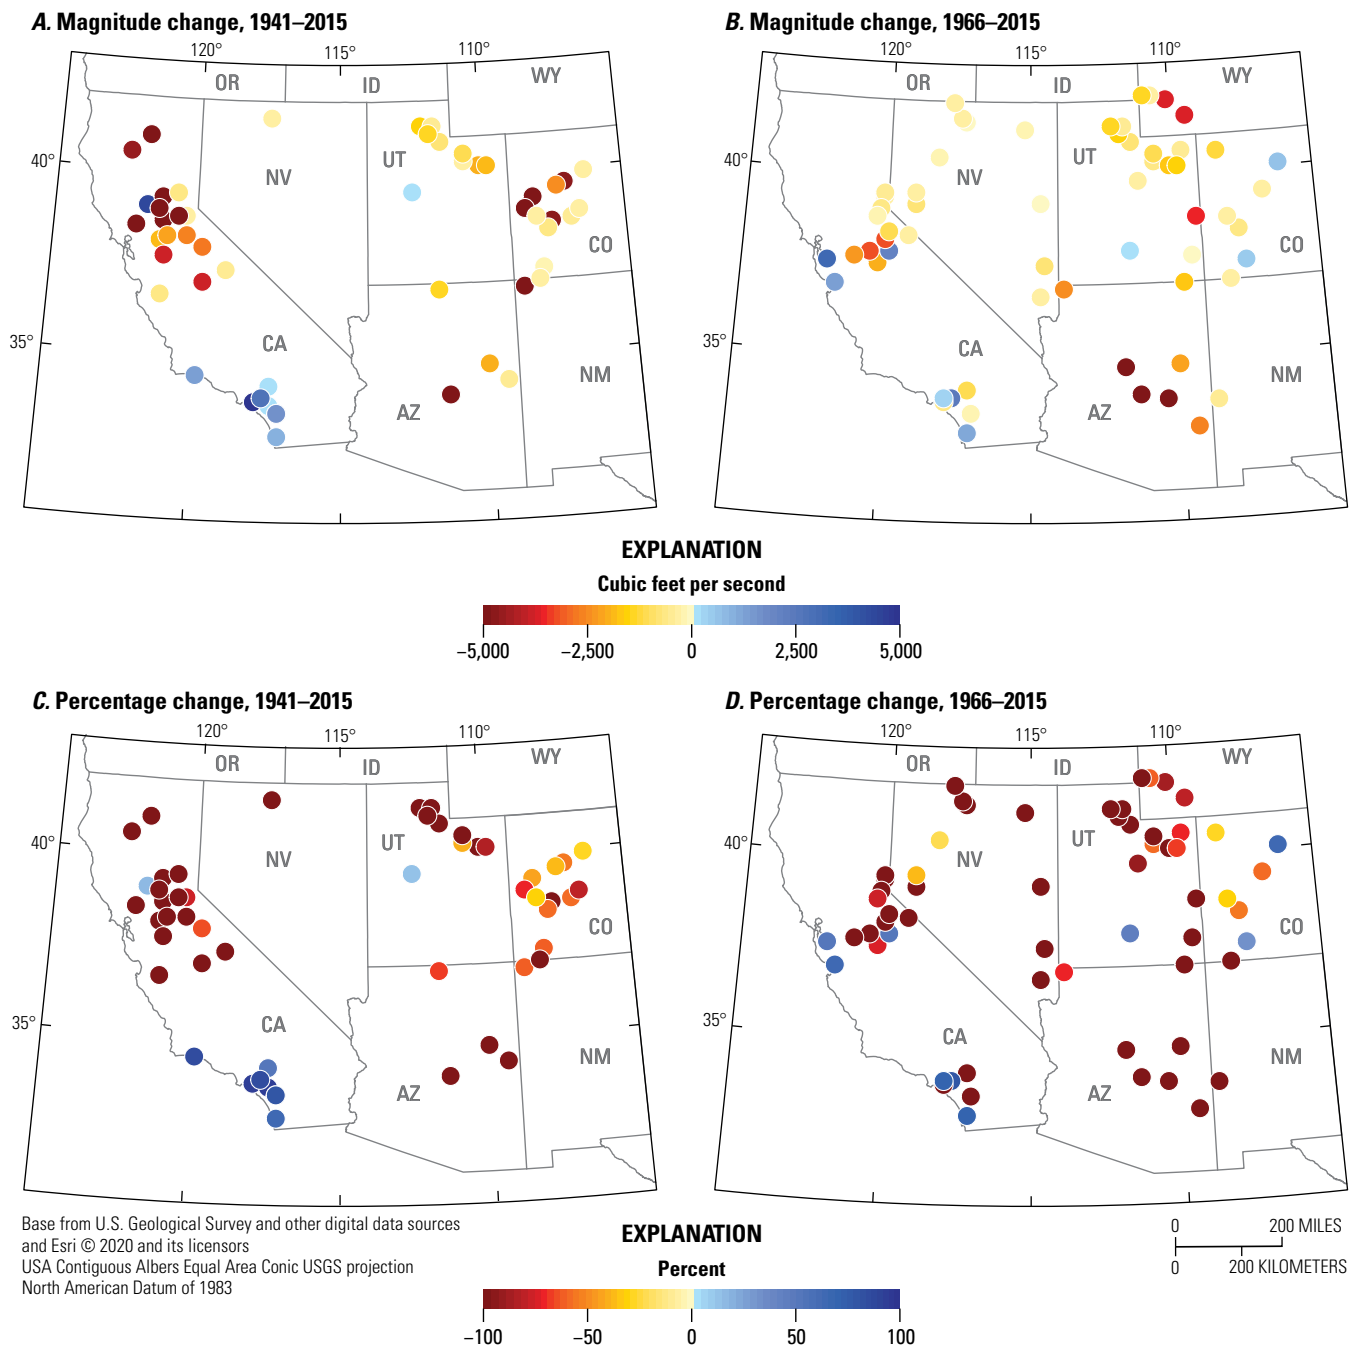 A. Magnitude change, 1941–2015
120° 115° 110°
OR ID WY
40°
NV UT CO
35°
CA AZ NM
B. Magnitude change, 1966–2015
120° 115° 110°
OR ID WY
40°
NV UT CO
35°
CA AZ NM
EXPLANATION
Cubic feet per second
−5,000 −2,500 0 2,500 5,000
C. Percentage change, 1941–2015
120° 115° 110°
OR ID WY
40°
NV UT CO
35°
CA AZ NM
D. Percentage change, 1966–2015
120° 115° 110°
OR ID WY
40°
NV UT CO
35°
CA AZ NM
Base from U.S. Geological Survey and other digital data sources
and Esri © 2020 and its licensors
USA Contiguous Albers Equal Area Conic USGS projection
North American Datum of 1983
EXPLANATION
Percent
−100 −50 0 50 100
0 200 MILES
0 200 KILOMETERS